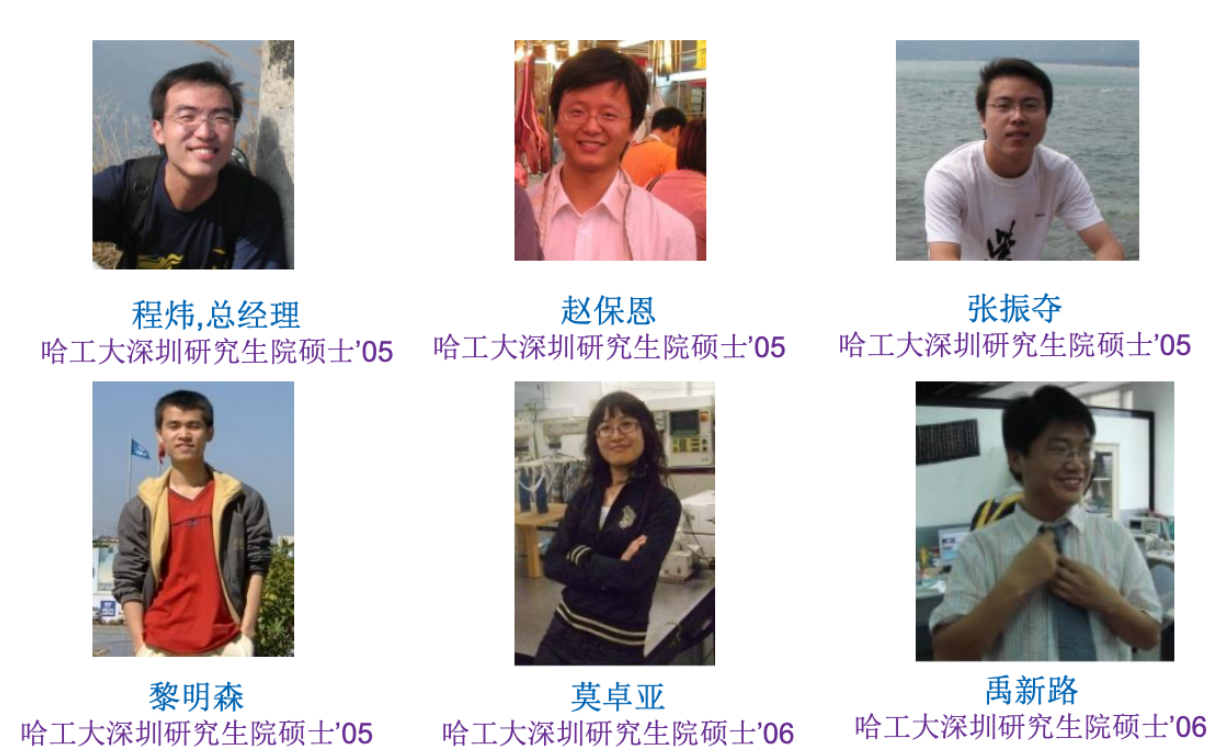 程炜,总经理
哈工大深圳研究生院硕士’05
赵保恩
哈工大深圳研究生院硕士’05
张振夺
哈工大深圳研究生院硕士’05
黎明森
哈工大深圳研究生院硕士’05
莫卓亚
哈工大深圳研究生院硕士’06
禹新路
哈工大深圳研究生院硕士’06